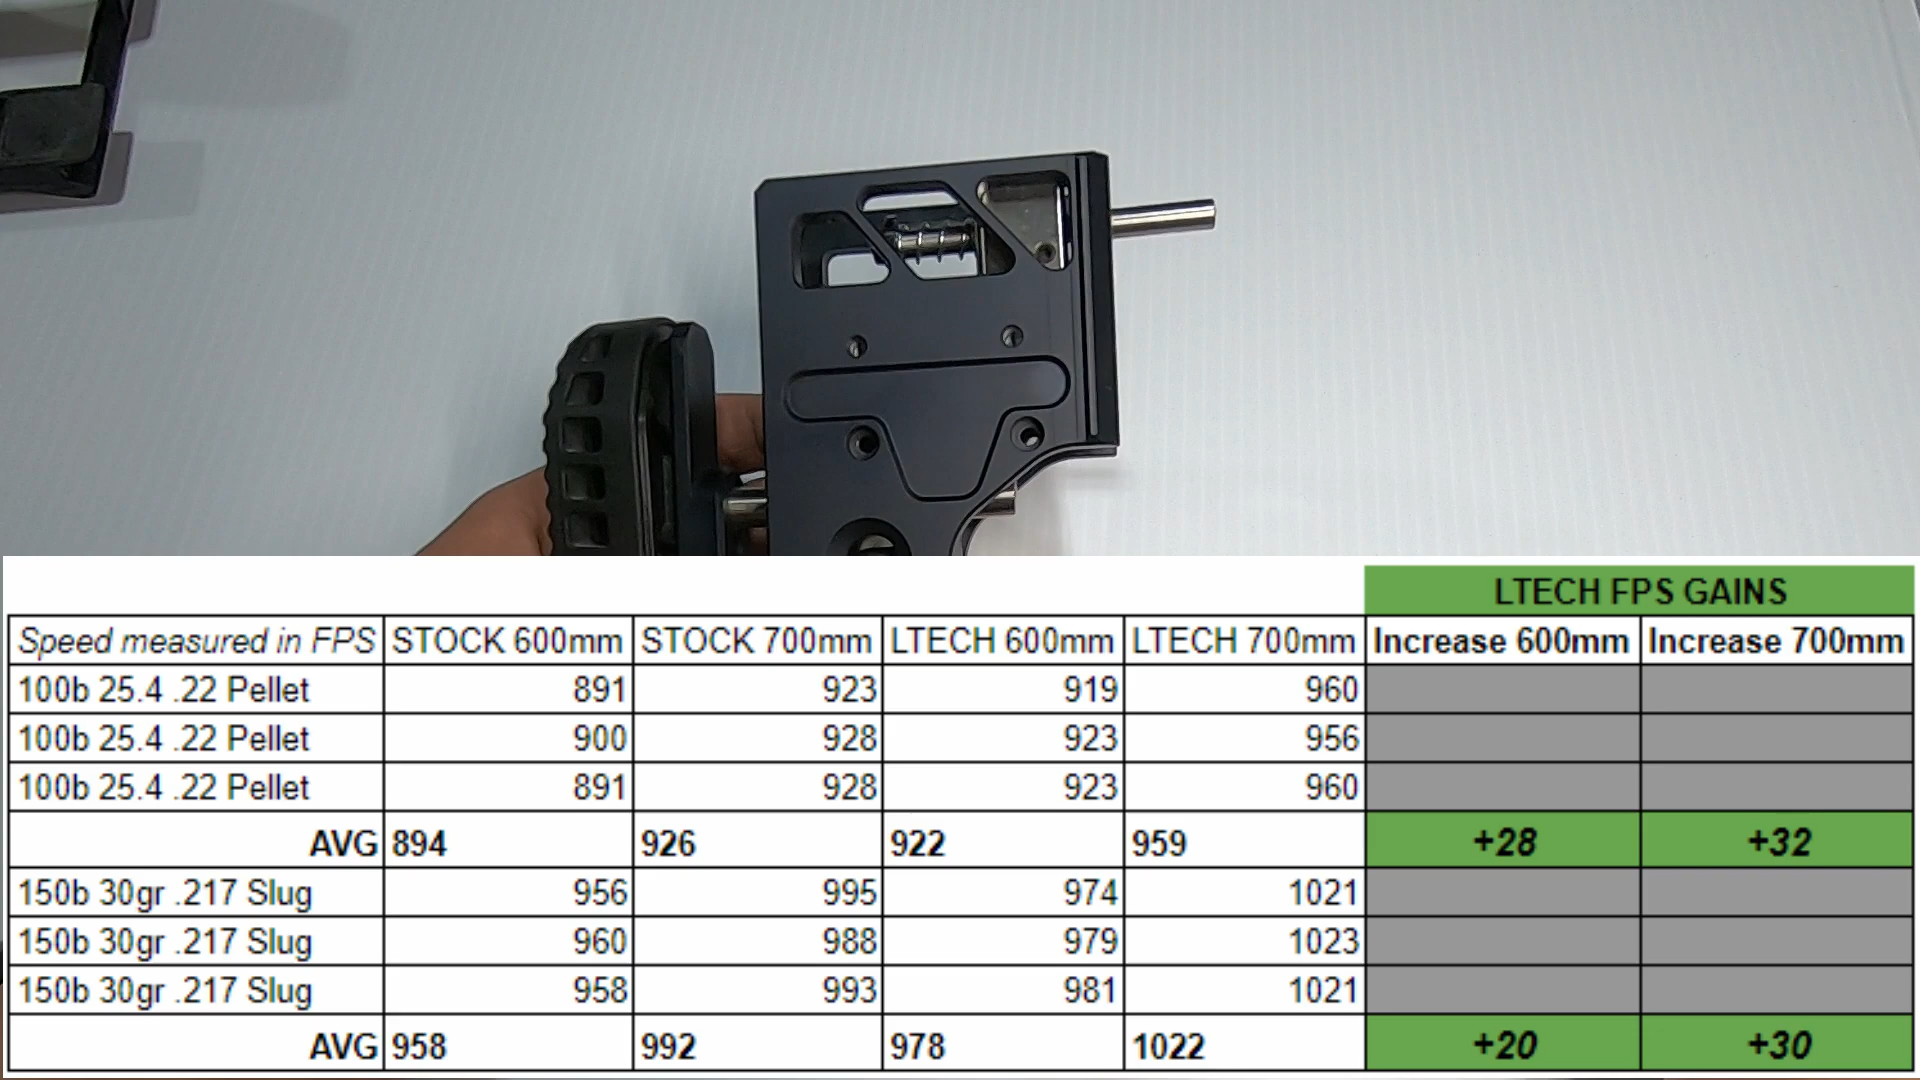 LTECH FPS GAINS
Speed measured in FPS STOCK 600mm STOCK 700mm LTECH 600mm LTECH 700mm Increase 600mm Increase 700mm
100b 25.4 .22 Pellet 891 923 919 960
100b 25.4 .22 Pellet 900 928 923 956
100b 25.4 .22 Pellet 891 928 923 960
AVG 894 926 922 959 +28 +32
150b 30gr .217 Slug 956 995 974 1021
150b 30gr .217 Slug 960 988 979 1023
150b 30gr .217 Slug 958 993 981 1021
AVG 958 992 978 1022 +20 +30